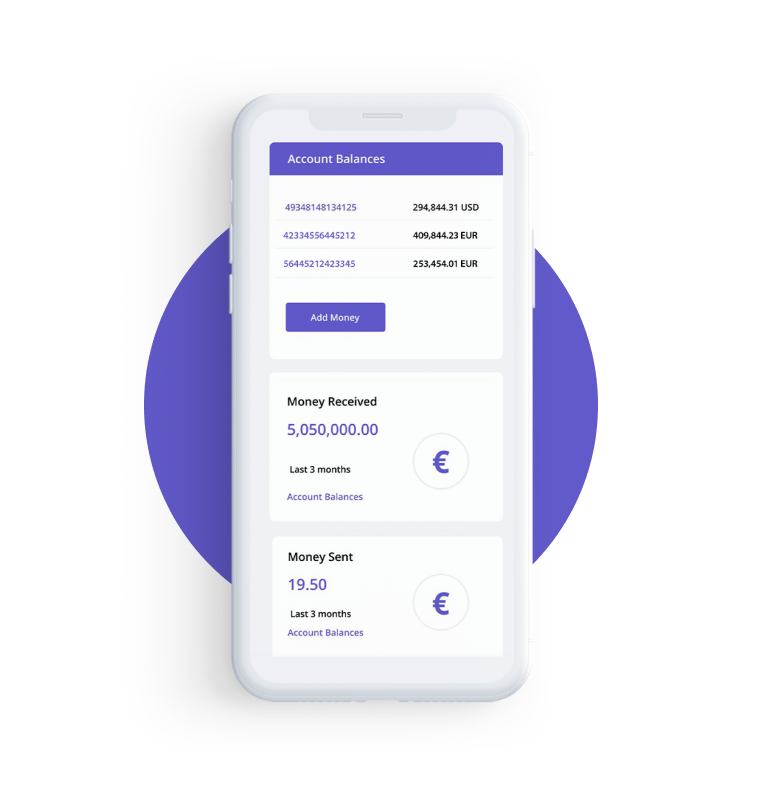 Account Balances
49348148134125 294,844.31 USD
42334556445212 409,844.23 EUR
56445212423345 253,454.01 EUR
Add Money
Money Received
5,050,000.00
€
Last 3 months
Account Balances
Money Sent
19.50
€
Last 3 months
Account Balances